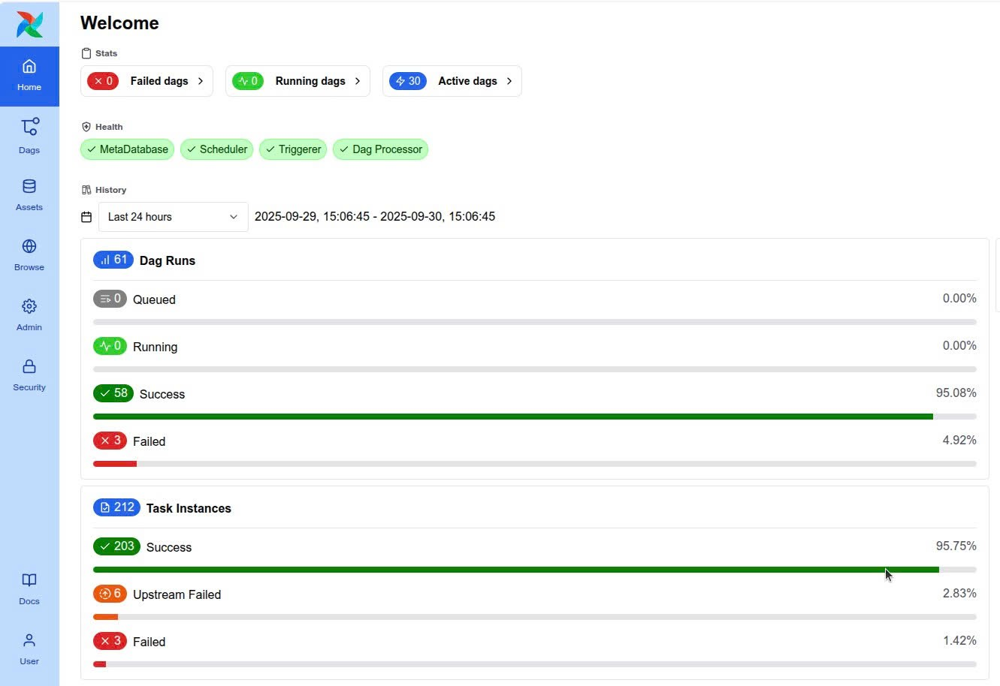 Welcome
Stats
0 Failed dags
0 Running dags
30 Active dags
Health
MetaDatabase
Scheduler
Triggerer
Dag Processor
History
Last 24 hours 2025-09-29, 15:06:45 - 2025-09-30, 15:06:45
61 Dag Runs
0 Queued 0.00%
0 Running 0.00%
58 Success 95.08%
3 Failed 4.92%
212 Task Instances
203 Success 95.75%
6 Upstream Failed 2.83%
3 Failed 1.42%
Home
Dags
Assets
Browse
Admin
Security
Docs
User